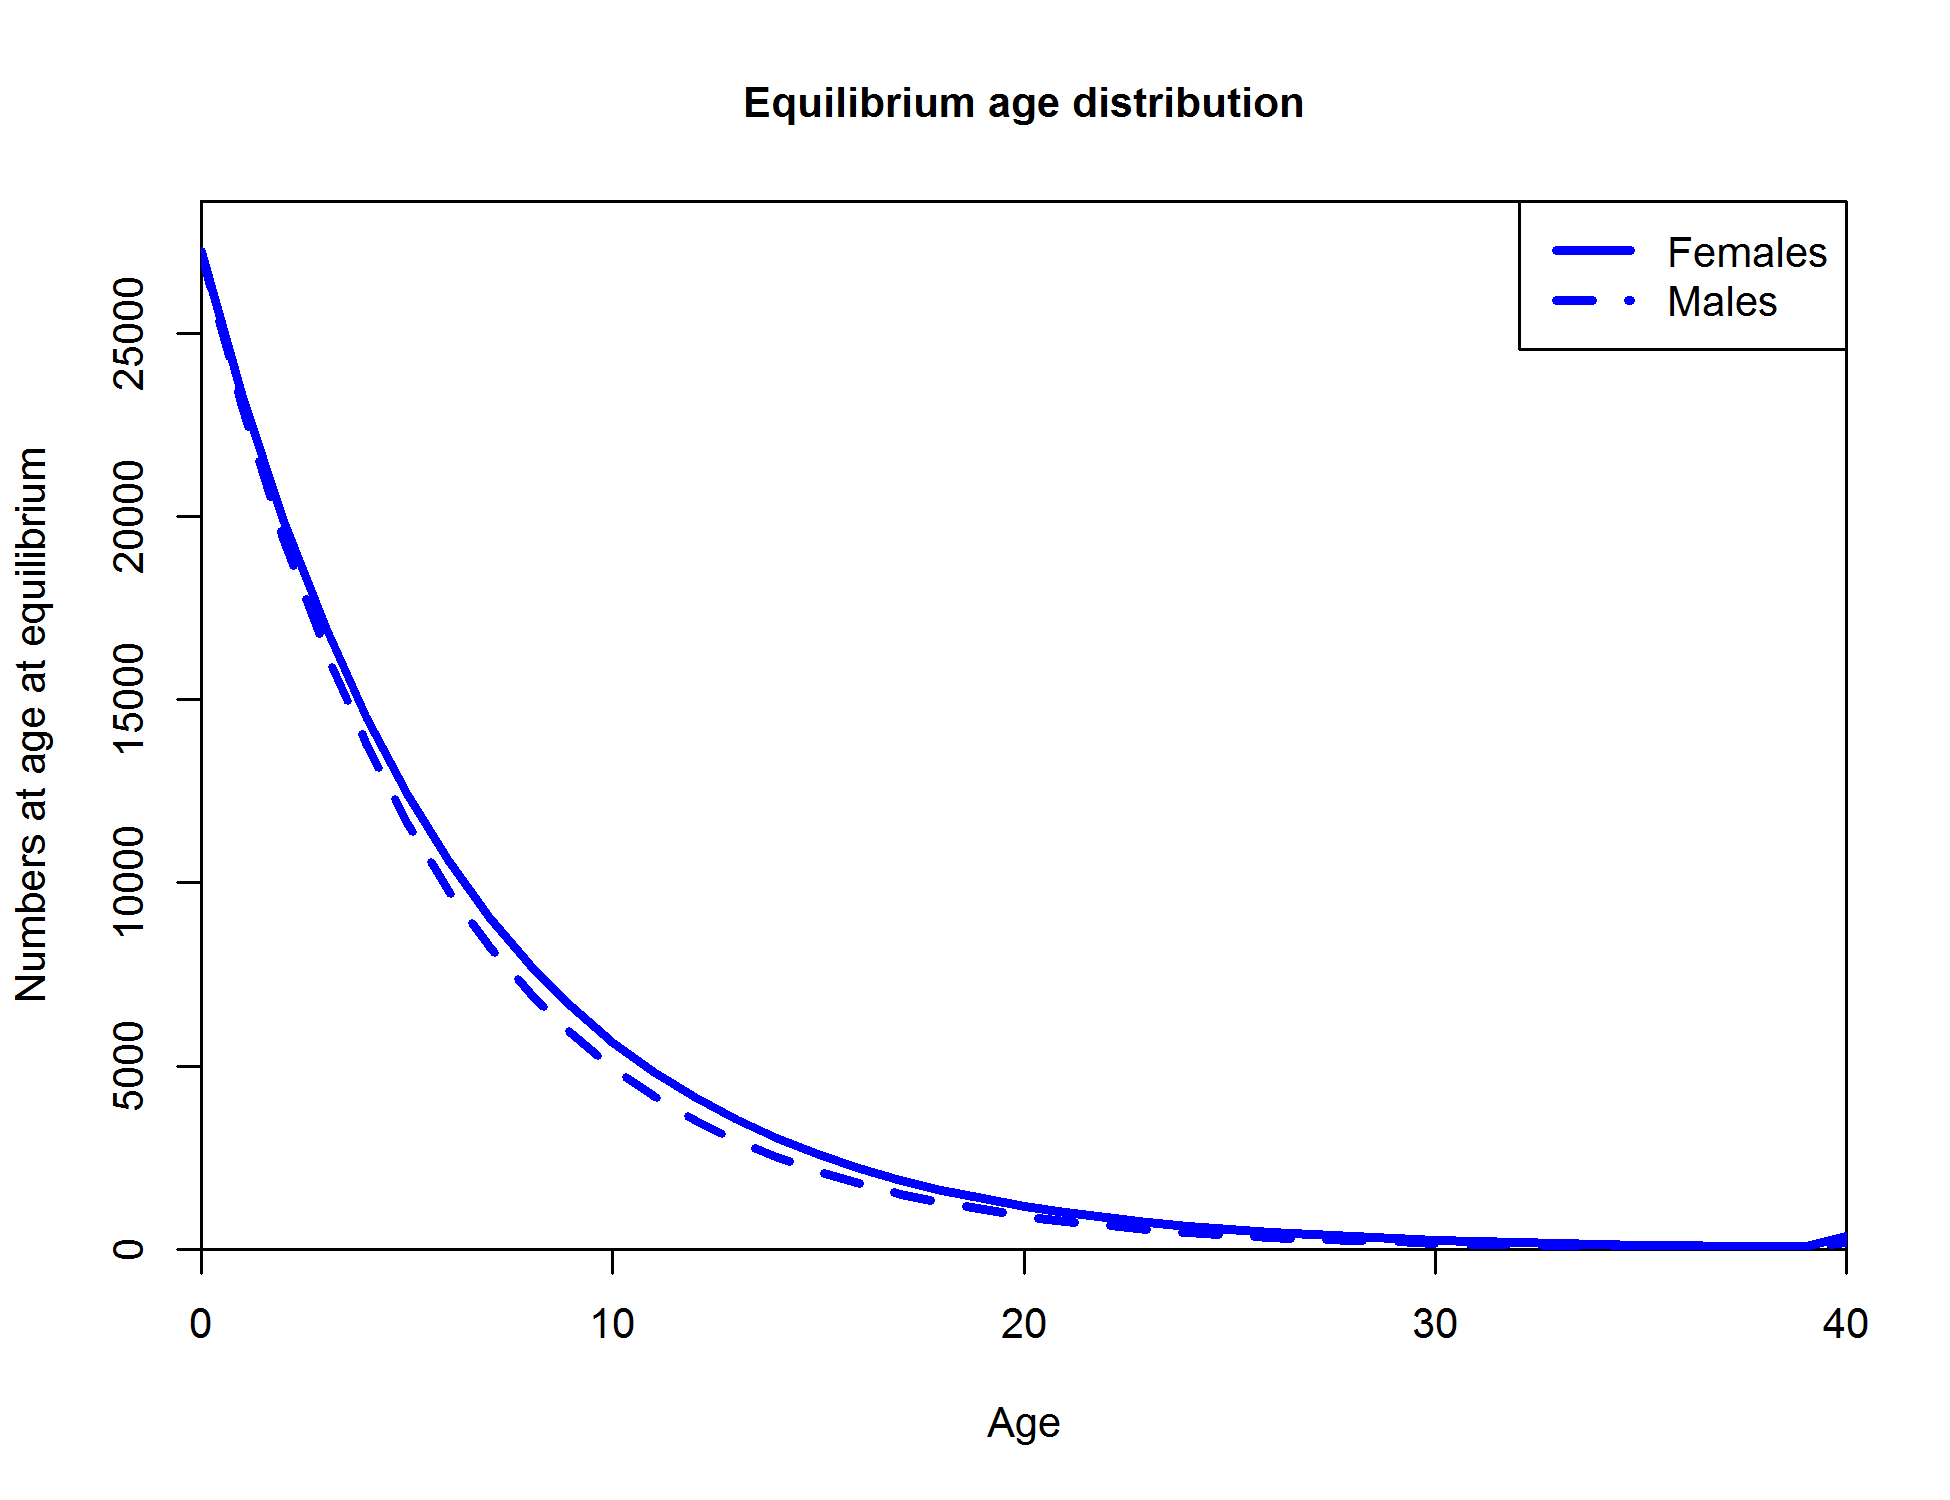 Equilibrium age distribution
Females
Males
Numbers at age at equilibrium
25000
20000
15000
10000
5000
0
0 10 20 30 40
Age